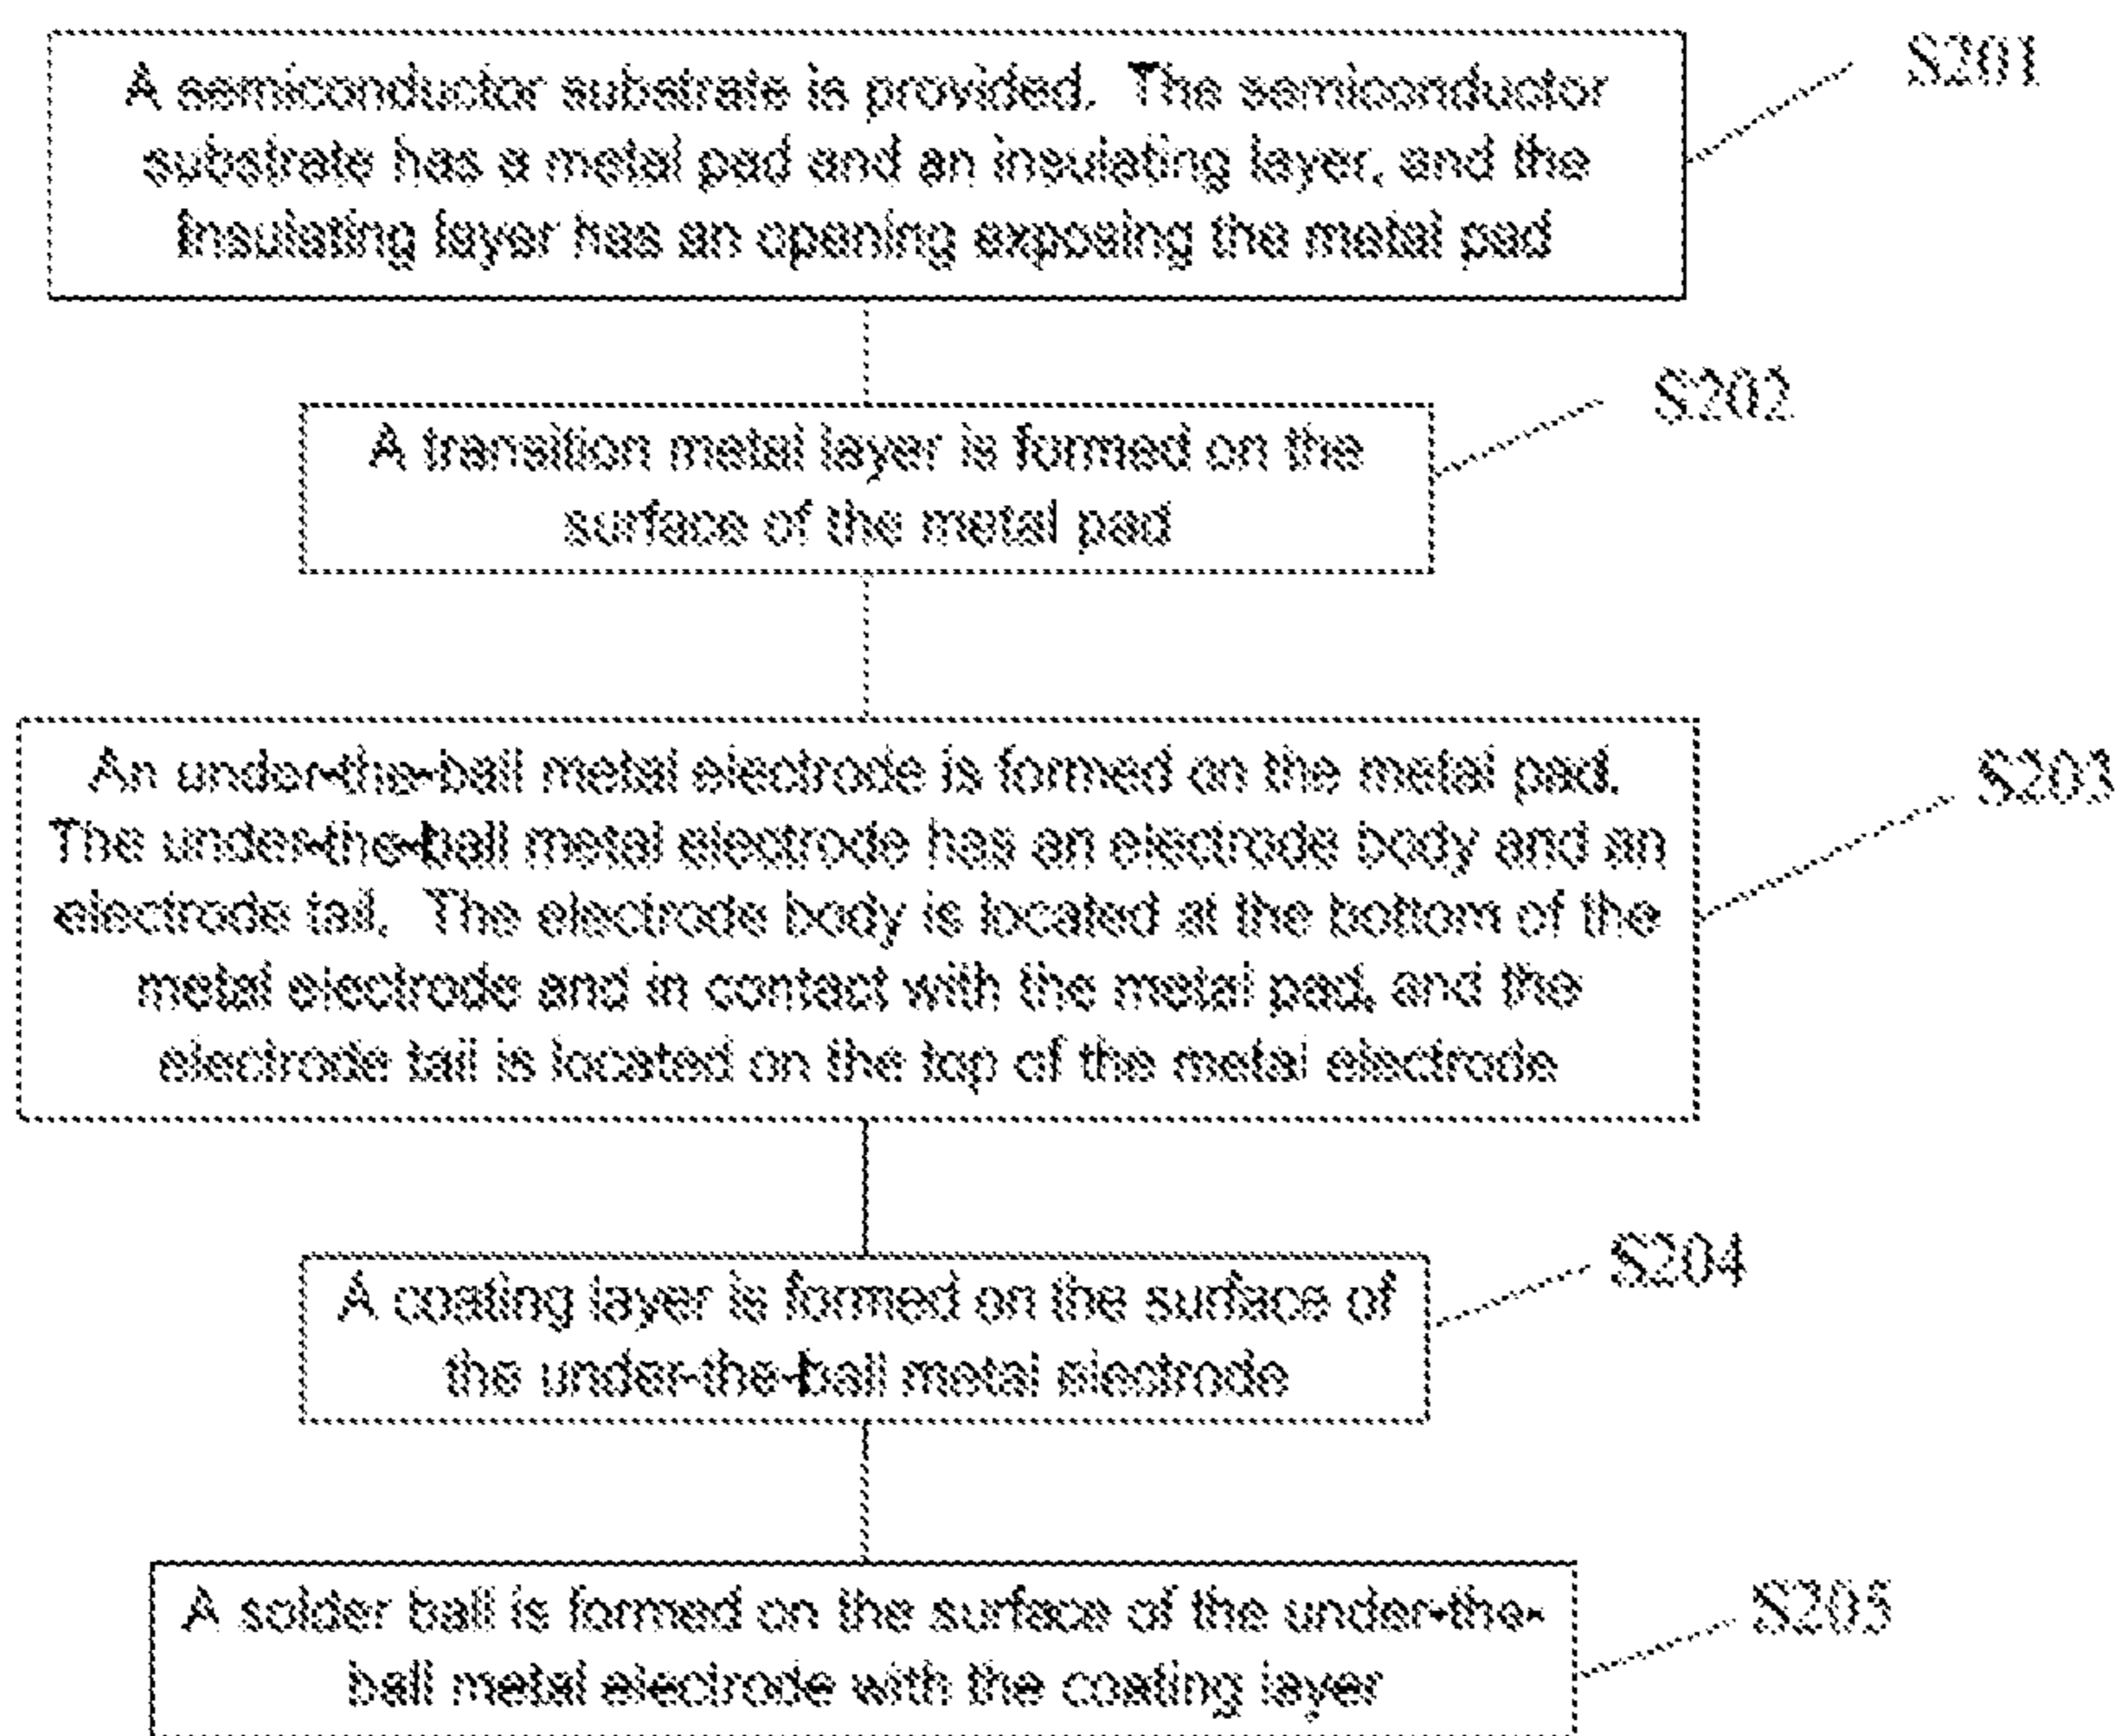 A semiconductor substrate is provided. The semiconductor
substrate has a metal pad and an insulating layer, and the
insulating layer has an opening exposing the metal pad
S201
A transition metal layer is formed on the
surface of the metal pad
S202
An under-the-ball metal electrode is formed on the metal pad.
The under-the-ball metal electrode has an electrode body and an
electrode tail. The electrode body is located at the bottom of the
metal electrode and in contact with the metal pad, and the
electrode tail is located on the top of the metal electrode
S203
A coating layer is formed on the surface of
the under-the-ball metal electrode
S204
A solder ball is formed on the surface of the under-the-
ball metal electrode with the coating layer
S205